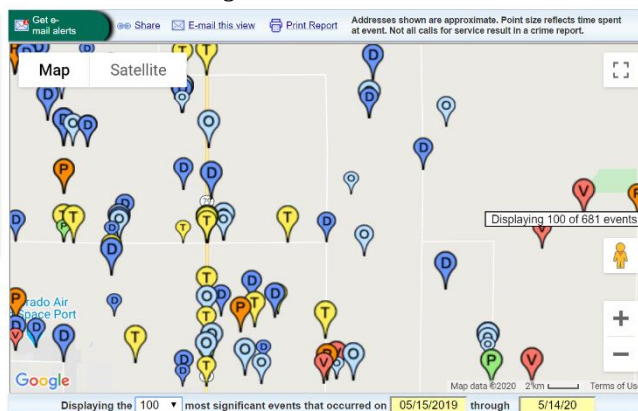 Get e-
mail alerts
Share
E-mail this view
Print Report
Addresses shown are approximate. Point size reflects time spent
at event. Not all calls for service result in a crime report.
Map
Satellite
D
T
T
D
D
O
D
O
D
D
O
O
D
P
D
D
O
V
P
79
D
T
T
T
T
D
O
Displaying 100 of 681 events
V
D
D
T
D
P
rado Air
Space Port
D
D
O
T
P
T
T
D
V
D
D
T
O
D
O
T
P
V
O
O
P
V
Google
Map data ©2020
2 km
Terms of Us
Displaying the 100 most significant events that occurred on 05/15/2019 through 5/14/20